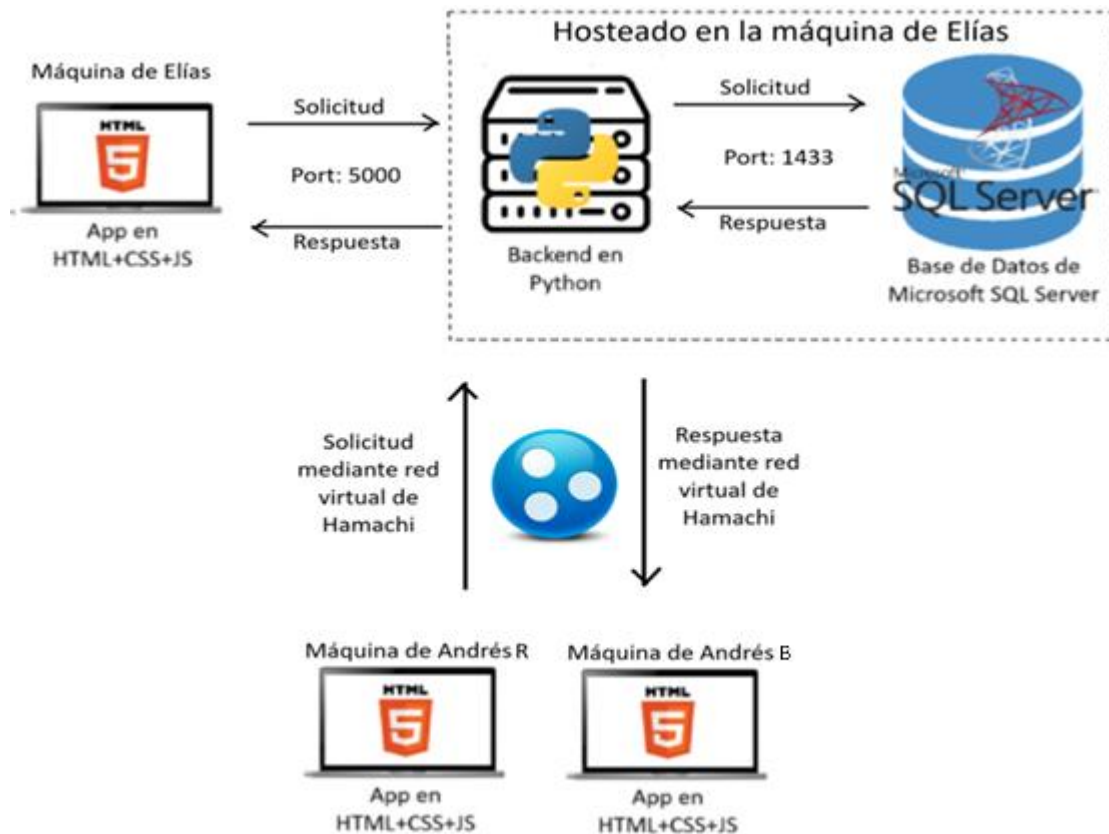 Hosteado en la máquina de Elías
Máquina de Elías
HTML
5
App en
HTML+CSS+JS
Solicitud
Port: 5000
Respuesta
Backend en
Python
Solicitud
Port: 1433
Respuesta
Microsoft
SQL Server
Base de Datos de
Microsoft SQL Server
Solicitud
mediante red
virtual de
Hamachi
Respuesta
mediante red
virtual de
Hamachi
Máquina de Andrés R
HTML
5
App en
HTML+CSS+JS
Máquina de Andrés B
HTML
5
App en
HTML+CSS+JS